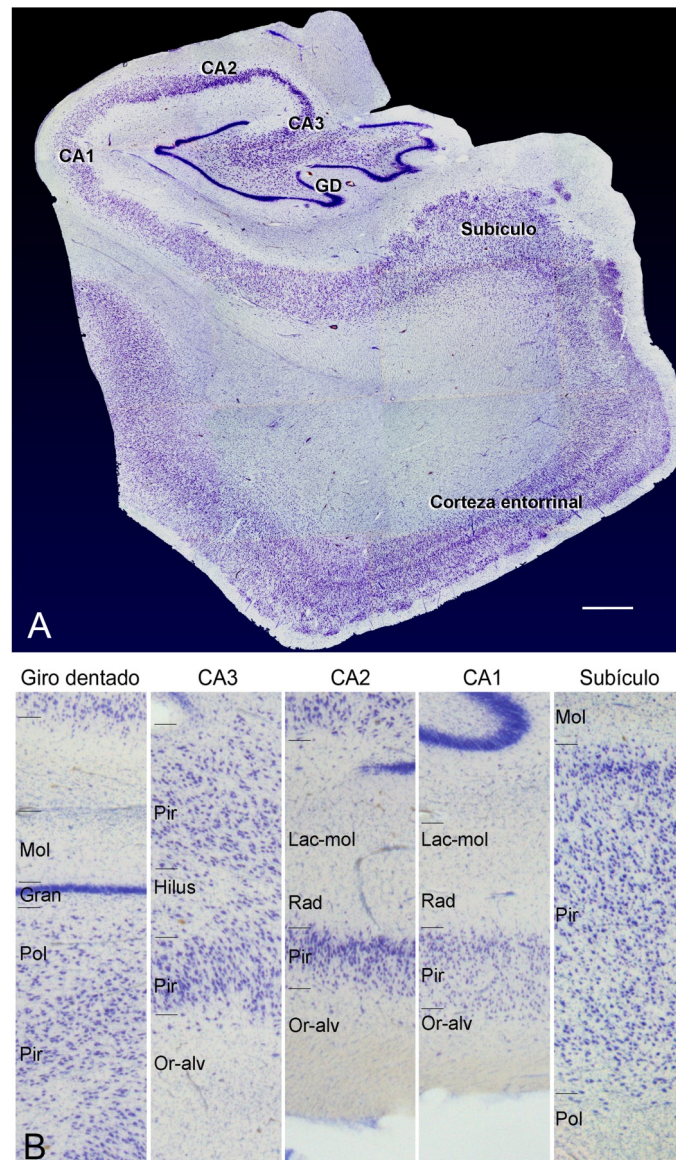 CA2
CA3
CA1
GD
Subículo
Corteza entorrinal
A
Giro dentado CA3 CA2 CA1 Subículo
Mol
Gran
Pol
Pir
Pir
Hilus
Pir
Or-alv
Lac-mol
Rad
Pir
Or-alv
Lac-mol
Rad
Pir
Or-alv
Mol
Pir
Pol
B